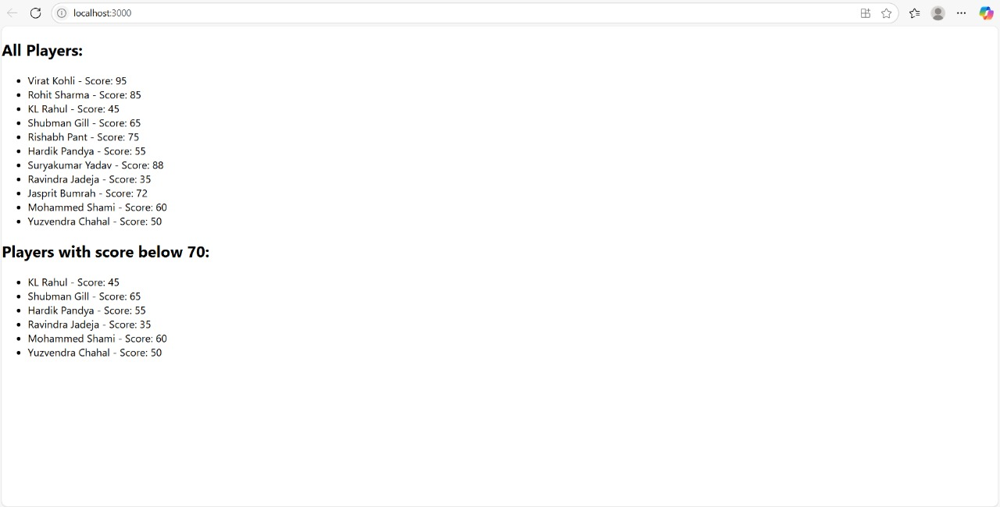 localhost:3000
All Players:
Virat Kohli - Score: 95
Rohit Sharma - Score: 85
KL Rahul - Score: 45
Shubman Gill - Score: 65
Rishabh Pant - Score: 75
Hardik Pandya - Score: 55
Suryakumar Yadav - Score: 88
Ravindra Jadeja - Score: 35
Jasprit Bumrah - Score: 72
Mohammed Shami - Score: 60
Yuzvendra Chahal - Score: 50
Players with score below 70:
KL Rahul - Score: 45
Shubman Gill - Score: 65
Hardik Pandya - Score: 55
Ravindra Jadeja - Score: 35
Mohammed Shami - Score: 60
Yuzvendra Chahal - Score: 50